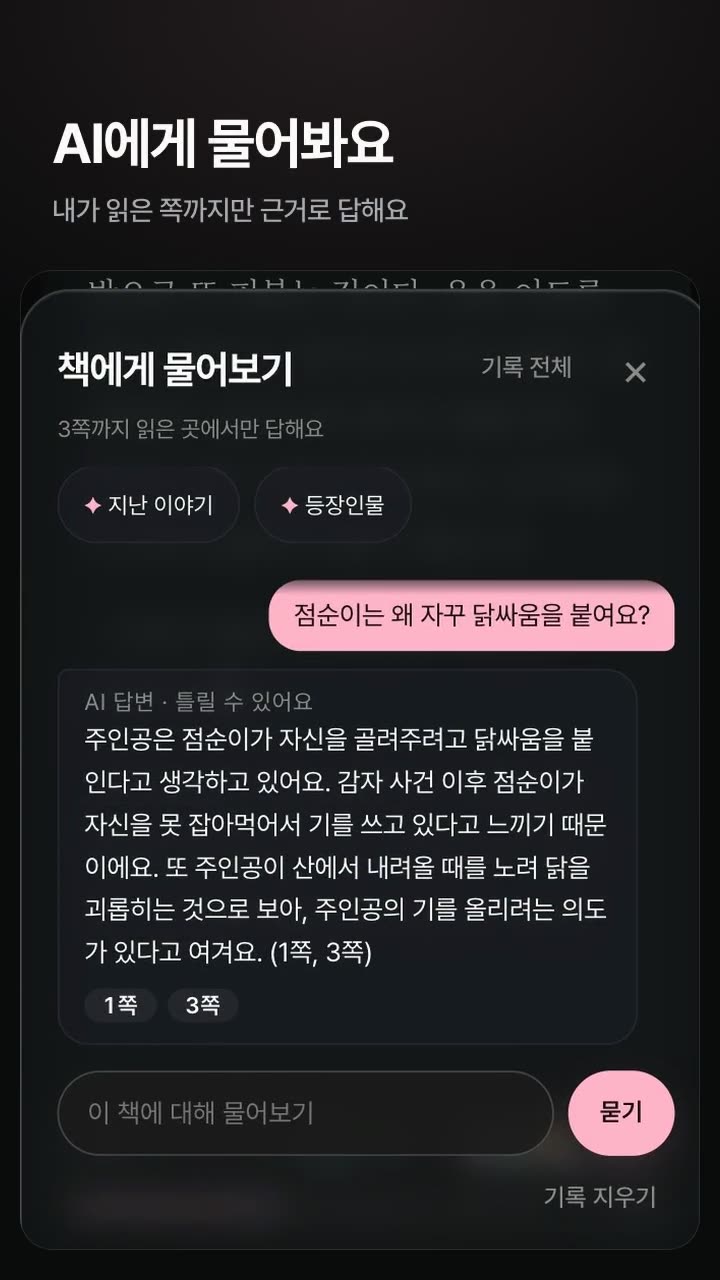 AI에게 물어봐요
내가 읽은 쪽까지만 근거로 답해요
책에게 물어보기
기록 전체
×
3쪽까지 읽은 곳에서만 답해요
✦ 지난 이야기
✦ 등장인물
점순이는 왜 자꾸 닭싸움을 붙여요?
AI 답변 · 틀릴 수 있어요
주인공은 점순이가 자신을 골려주려고 닭싸움을 붙
인다고 생각하고 있어요. 감자 사건 이후 점순이가
자신을 못 잡아먹어서 기를 쓰고 있다고 느끼기 때문
이에요. 또 주인공이 산에서 내려올 때를 노려 닭을
괴롭히는 것으로 보아, 주인공의 기를 올리려는 의도
가 있다고 여겨요. (1쪽, 3쪽)
1쪽
3쪽
이 책에 대해 물어보기
묻기
기록 지우기